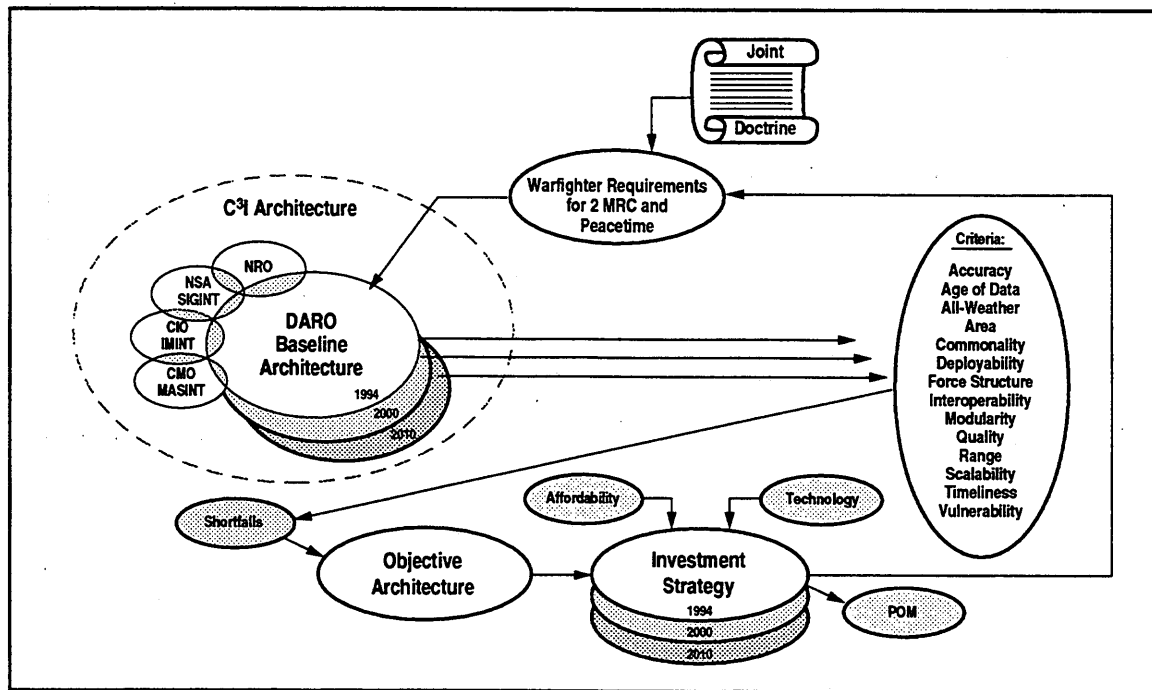 Joint
Doctrine
Warfighter Requirements
for 2 MRC and
Peacetime
C³I Architecture
NRO
NSA
SIGINT
CIO
IMINT
CMO
MASINT
DARO
Baseline
Architecture
1994
2000
2010
Criteria:
Accuracy
Age of Data
All-Weather
Area
Commonality
Deployability
Force Structure
Interoperability
Modularity
Quality
Range
Scalability
Timeliness
Vulnerability
Shortfalls
Objective
Architecture
Affordability
Technology
Investment
Strategy
1994
2000
2010
POM